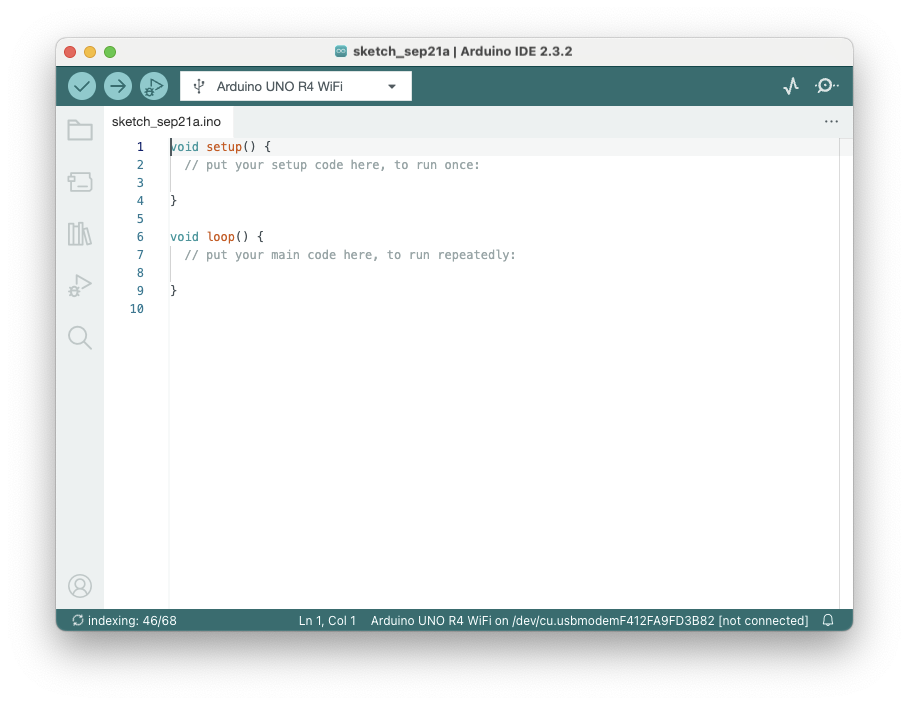 sketch_sep21a | Arduino IDE 2.3.2
Arduino UNO R4 WiFi
sketch_sep21a.ino
1 void setup() {
2 // put your setup code here, to run once:
3
4 }
5
6 void loop() {
7 // put your main code here, to run repeatedly:
8
9 }
10
indexing: 46/68 Ln 1, Col 1 Arduino UNO R4 WiFi on /dev/cu.usbmodemF412FA9FD3B82 [not connected]